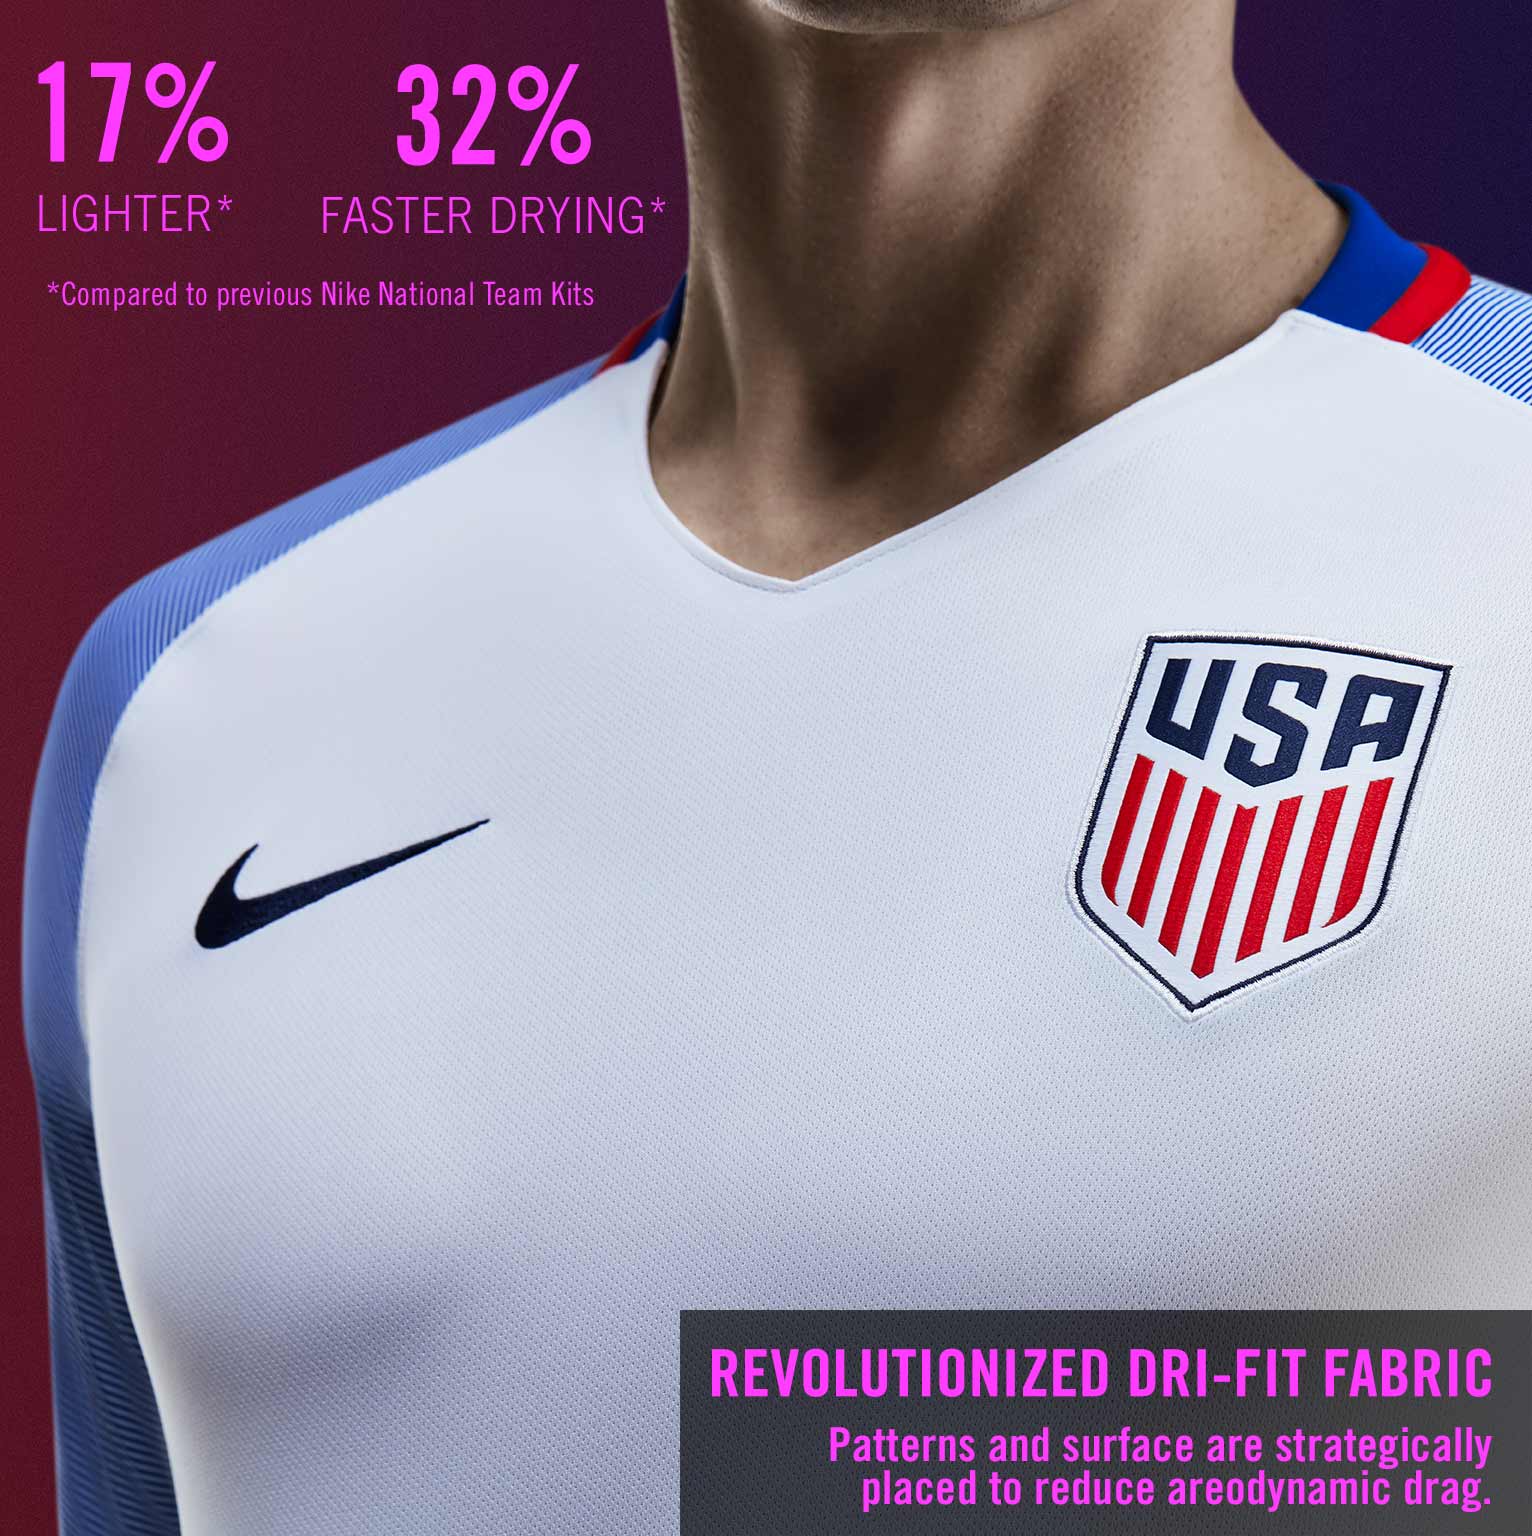 17%
LIGHTER*
32%
FASTER DRYING*
*Compared to previous Nike National Team Kits
USA
REVOLUTIONIZED DRI-FIT FABRIC
Patterns and surface are strategically
placed to reduce areodynamic drag.